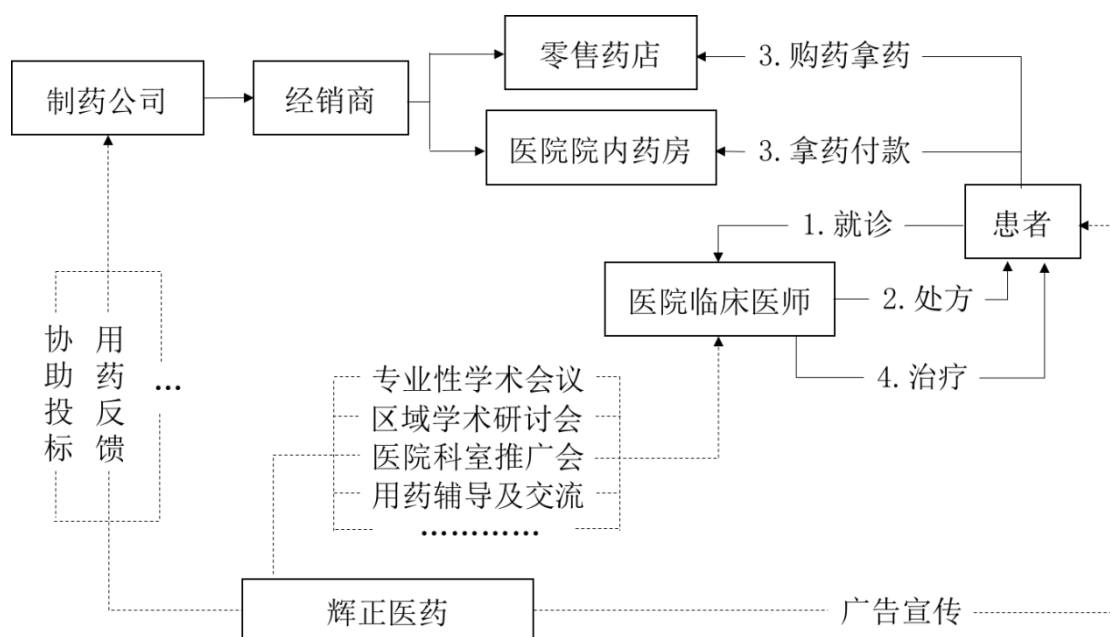 零售药店
3.购药拿药
制药公司
经销商
医院院内药房
3.拿药付款
1.就诊
患者
医院临床医师
2.处方
4.治疗
协助投标
用药反馈
...
专业性学术会议
区域学术研讨会
医院科室推广会
用药辅导及交流
…………
辉正医药
广告宣传